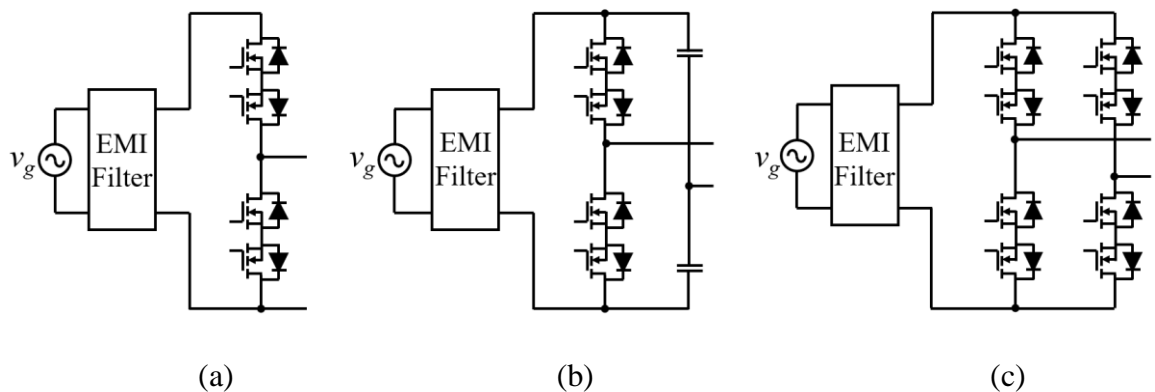 v_g
EMI
Filter
v_g
EMI
Filter
v_g
EMI
Filter
(a)
(b)
(c)